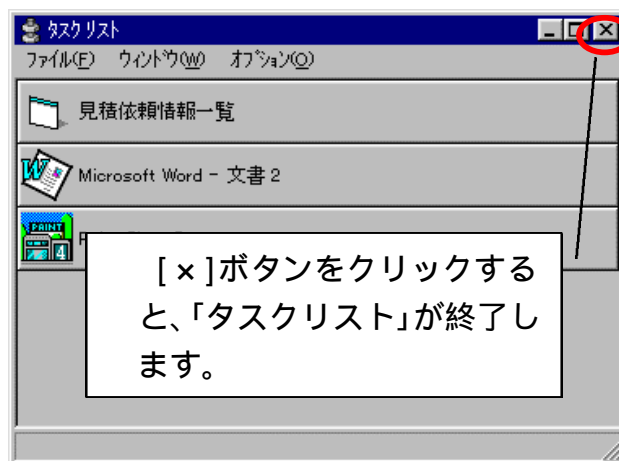 ﾀｽｸ ﾘｽﾄ
ﾌｧｲﾙ(F) ｳｨﾝﾄﾞｳ(W) ｵﾌﾟｼｮﾝ(O)
見積依頼情報一覧
Microsoft Word - 文書 2
PAINT
4
[×]ボタンをクリックする
と、「タスクリスト」が終了し
ます。